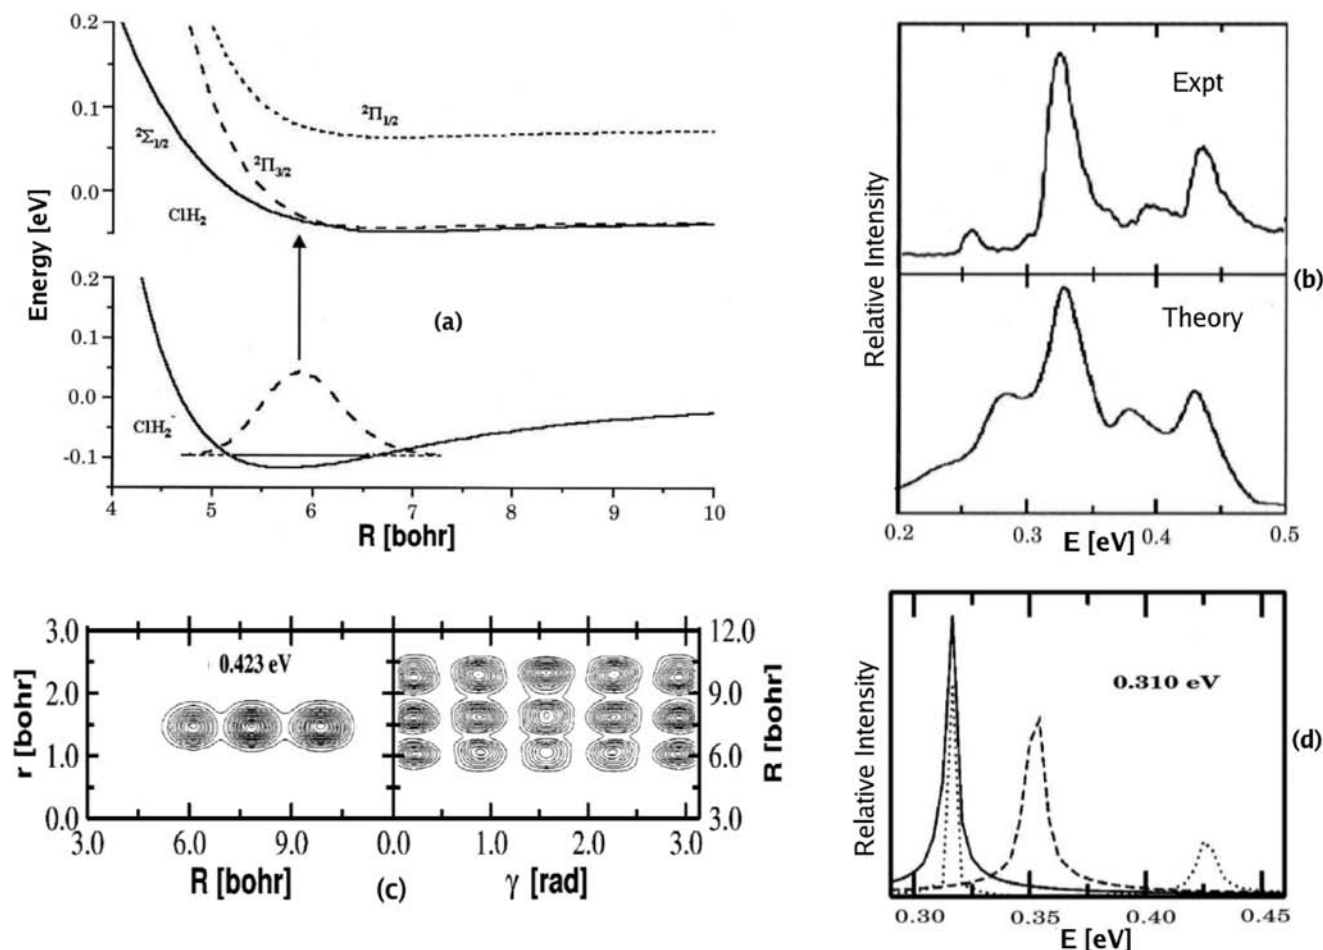 0.2
0.1
0.0
Energy [eV]
²Σ₁/₂
²Π₃/₂
²Π₁/₂
ClH₂
0.2
0.1
0.0
-0.1
ClH₂⁻
(a)
4 5 6 7 8 9 10
R [bohr]
Relative Intensity
Expt
(b)
Relative Intensity
Theory
0.2 0.3 0.4 0.5
E [eV]
3.0
2.0
1.0
0.0
r [bohr]
0.423 eV
12.0
9.0
6.0
3.0
R [bohr]
3.0 6.0 9.0 0.0 1.0 2.0 3.0
R [bohr]
(c)
γ [rad]
Relative Intensity
0.310 eV
(d)
0.30 0.35 0.40 0.45
E [eV]